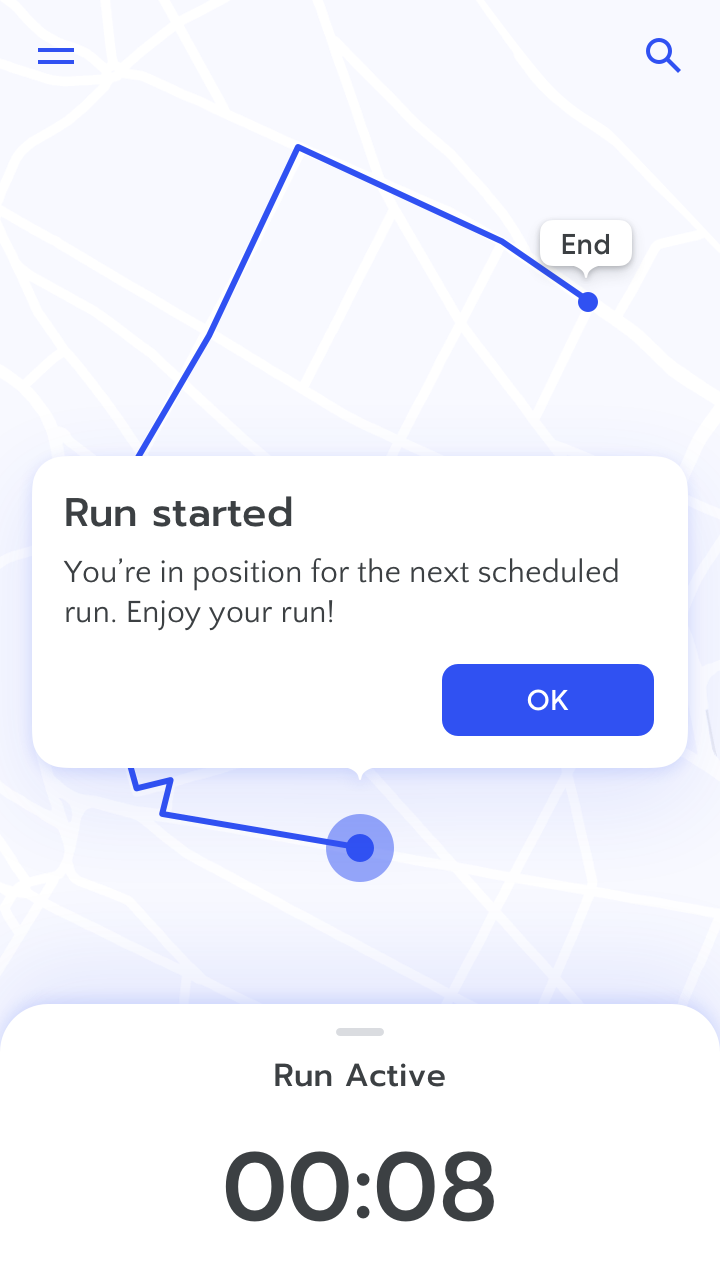 End
Run started
You’re in position for the next scheduled
run. Enjoy your run!
OK
Run Active
00:08